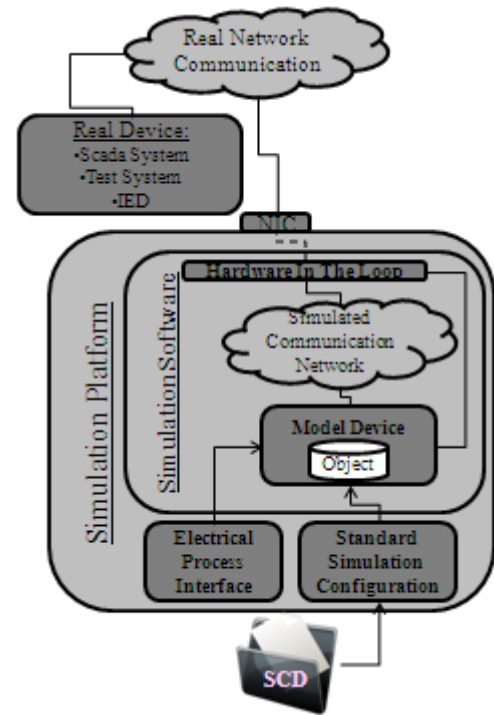 Real Network
Communication
Real Device:
•Scada System
•Test System
•IED
NIC
Hardware In The Loop
Simulated
Communication
Network
Simulation Platform
Simulation Software
Model Device
Object
Electrical
Process
Interface
Standard
Simulation
Configuration
SCD